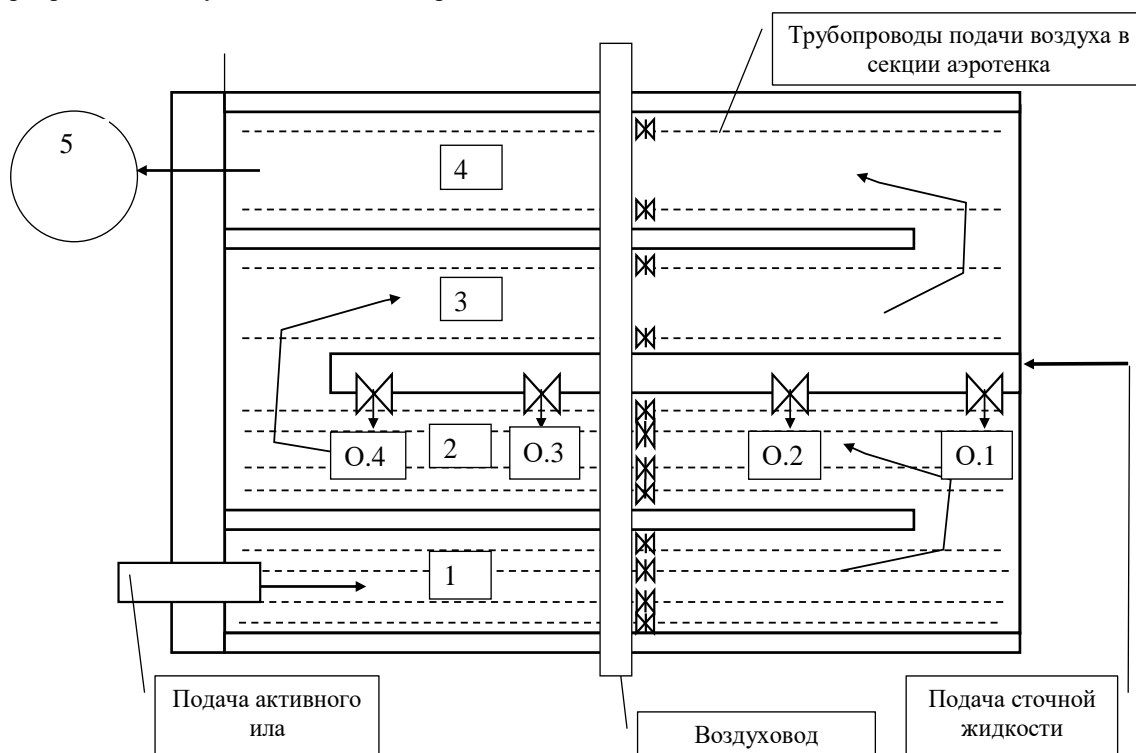 Трубопроводы подачи воздуха в
секции аэротенка
5
4
3
О.4
2
О.3
О.2
О.1
1
Подача активного
ила
Воздуховод
Подача сточной
жидкости